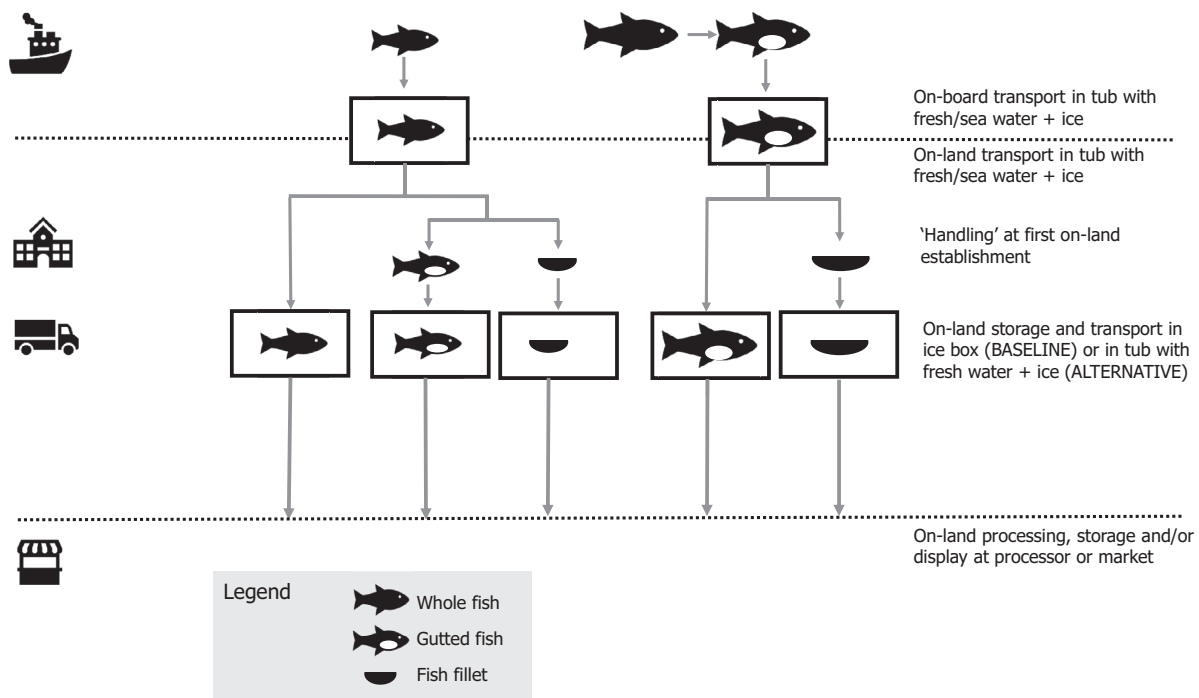 On-board transport in tub with
fresh/sea water + ice
On-land transport in tub with
fresh/sea water + ice
‘Handling’ at first on-land
establishment
On-land storage and transport in
ice box (BASELINE) or in tub with
fresh water + ice (ALTERNATIVE)
On-land processing, storage and/or
display at processor or market
Legend
Whole fish
Gutted fish
Fish fillet